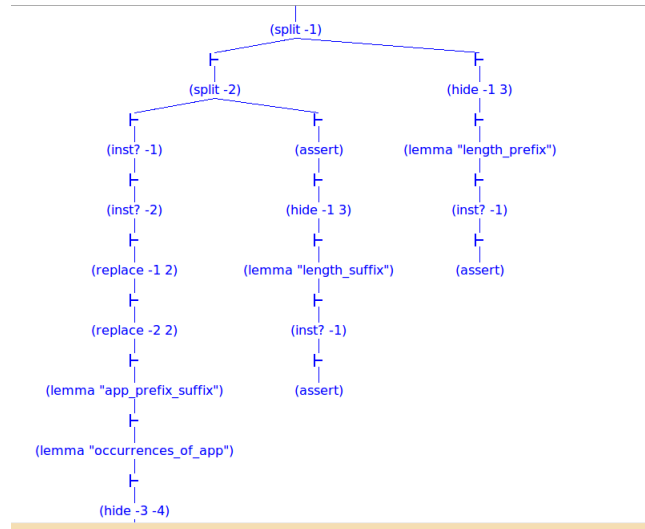 (split -1)
(split -2)
(hide -1 3)
(inst? -1)
(assert)
(lemma "length_prefix")
(inst? -2)
(hide -1 3)
(inst? -1)
(replace -1 2)
(lemma "length_suffix")
(assert)
(replace -2 2)
(inst? -1)
(lemma "app_prefix_suffix")
(assert)
(lemma "occurrences_of_app")
(hide -3 -4)